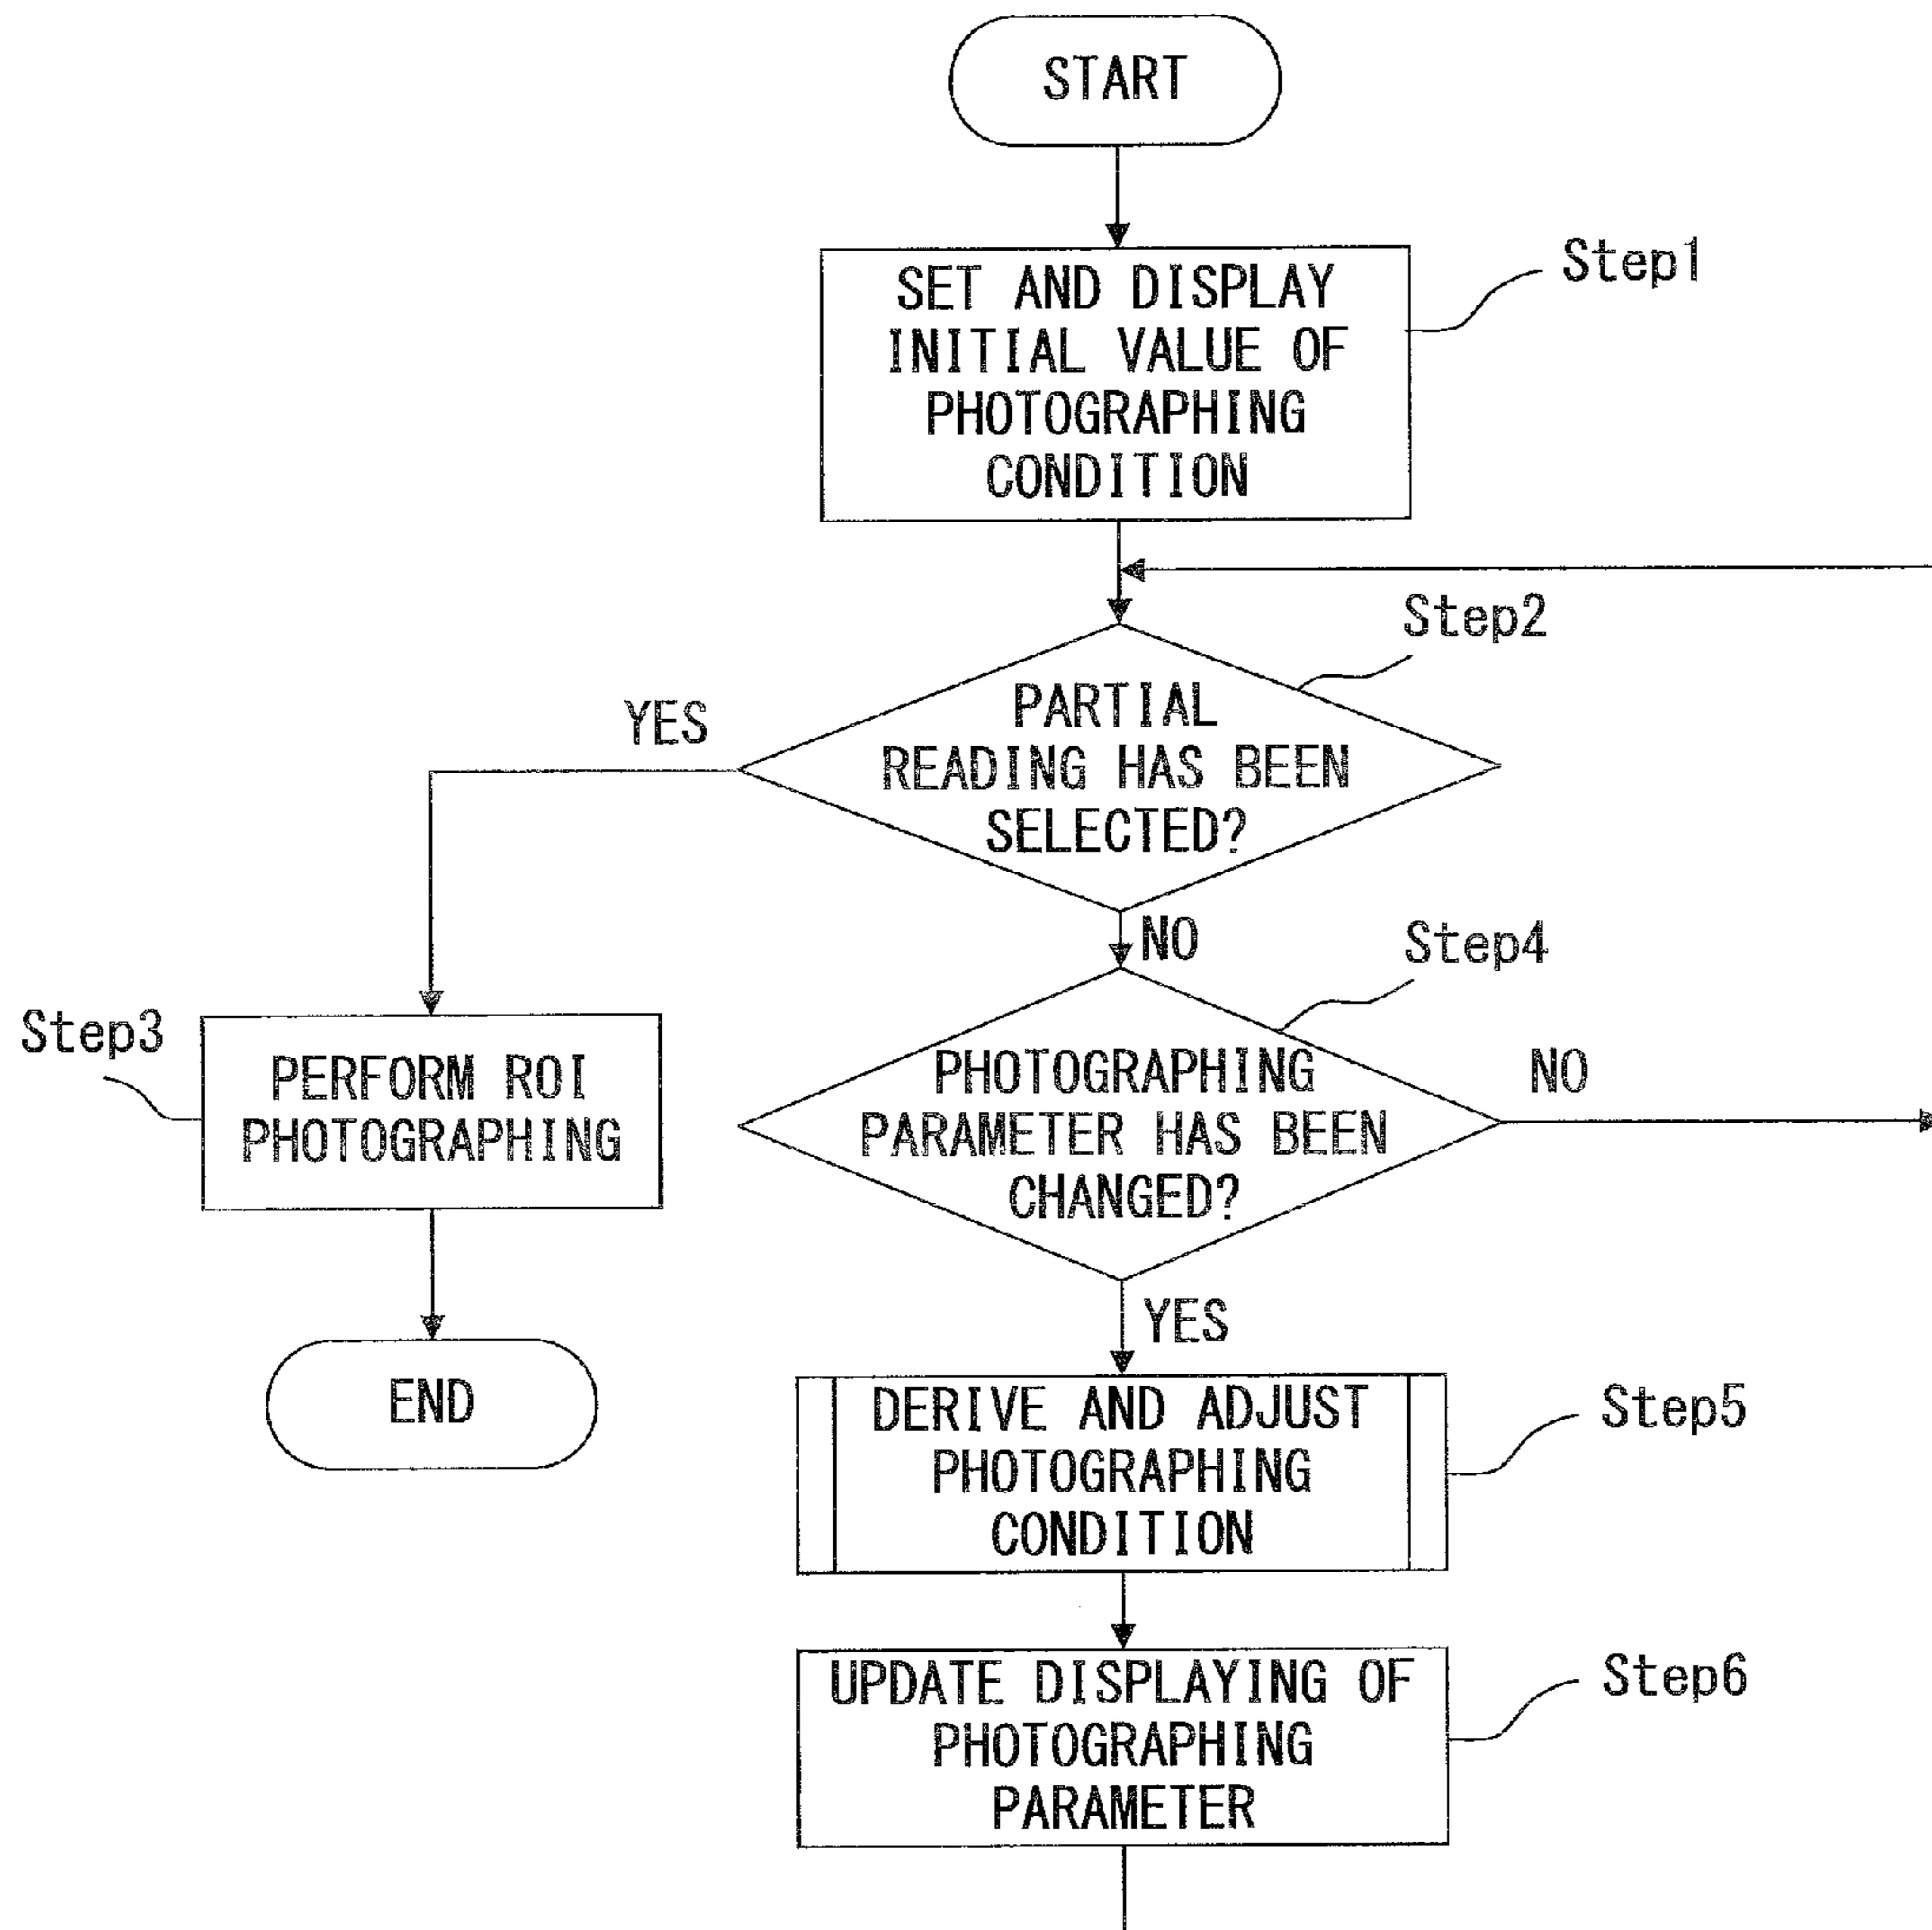 START
Step1
SET AND DISPLAY
INITIAL VALUE OF
PHOTOGRAPHING
CONDITION
Step2
YES
PARTIAL
READING HAS BEEN
SELECTED?
NO
Step4
Step3
PERFORM ROI
PHOTOGRAPHING
PHOTOGRAPHING
PARAMETER HAS BEEN
CHANGED?
NO
YES
END
DERIVE AND ADJUST
PHOTOGRAPHING
CONDITION
Step5
UPDATE DISPLAYING OF
PHOTOGRAPHING
PARAMETER
Step6